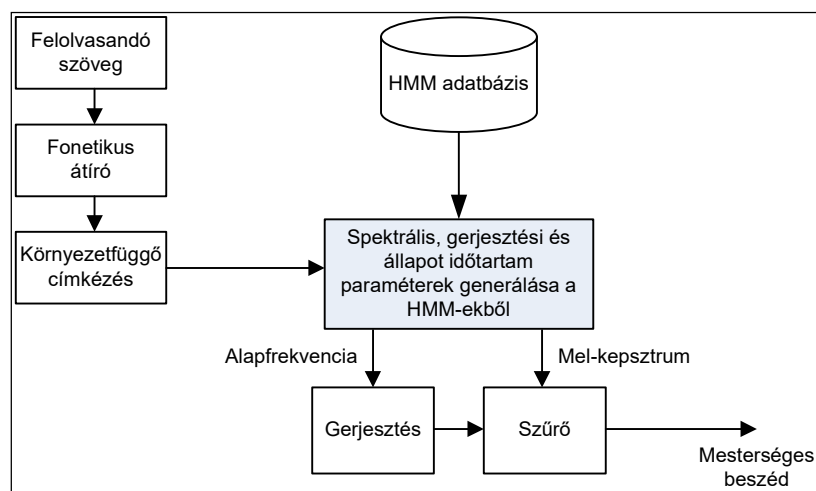 Felolvasandó
szöveg
Fonetikus
átíró
Környezetfüggő
címkézés
HMM adatbázis
Spektrális, gerjesztési és
állapot időtartam
paraméterek generálása a
HMM-ekből
Alapfrekvencia
Mel-kepsztrum
Gerjesztés
Szűrő
Mesterséges
beszéd